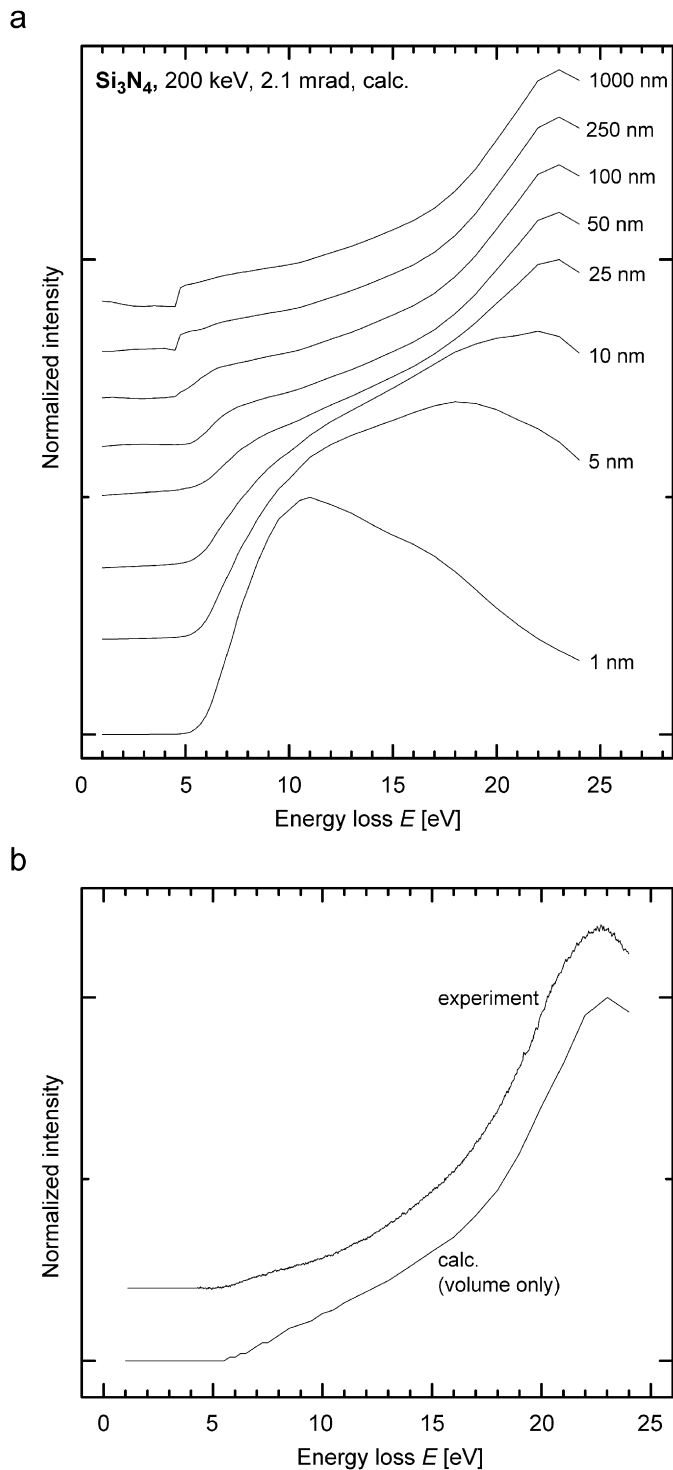 a
Si₃N₄, 200 keV, 2.1 mrad, calc.
1000 nm
250 nm
100 nm
50 nm
25 nm
10 nm
5 nm
1 nm
Normalized intensity
0 5 10 15 20 25
Energy loss E [eV]
b
experiment
calc.
(volume only)
Normalized intensity
0 5 10 15 20 25
Energy loss E [eV]